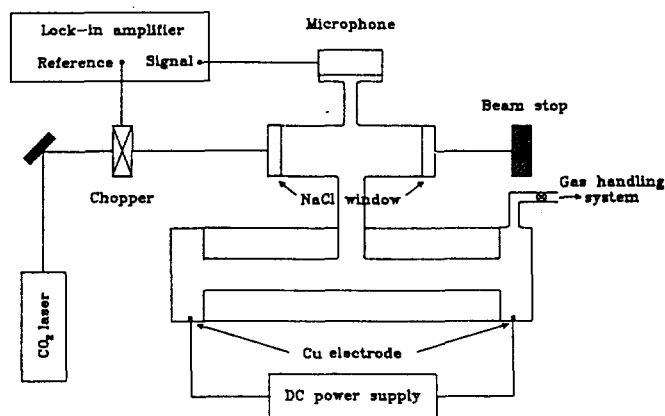 Lock-in amplifier
Reference
Signal
Microphone
Beam stop
Chopper
NaCl window
Gas handling
system
CO2 laser
Cu electrode
DC power supply